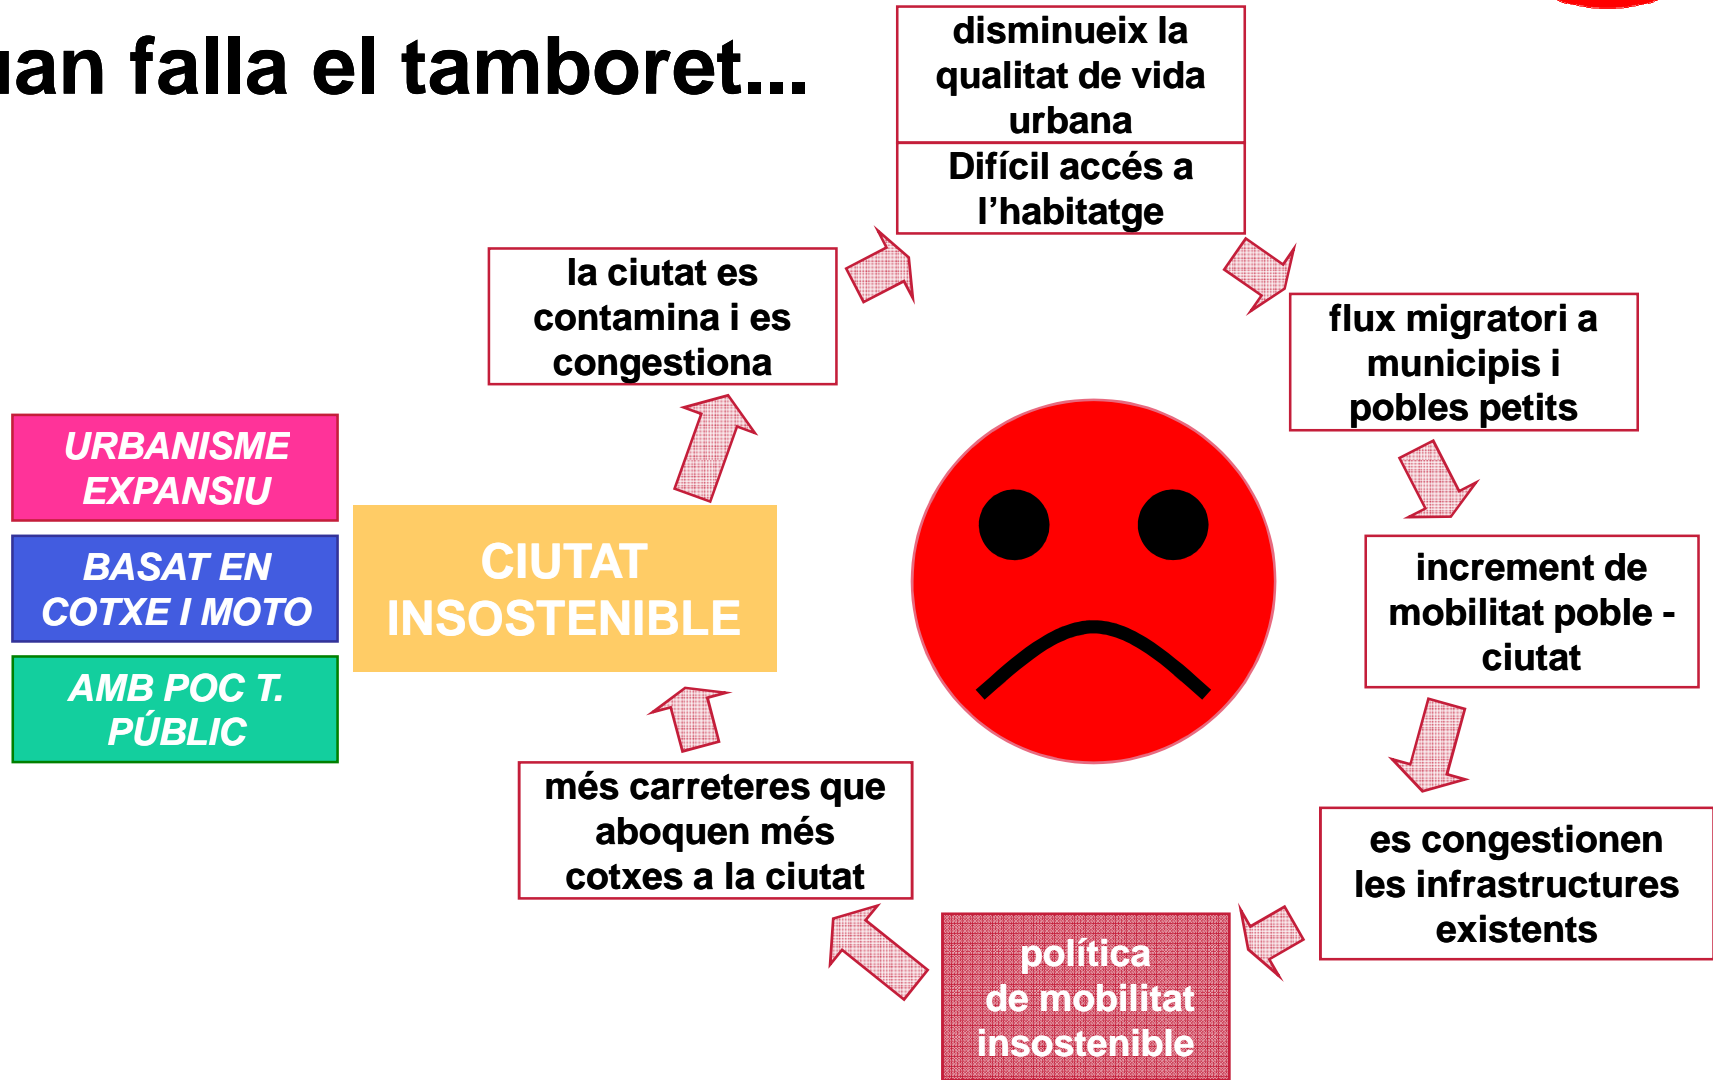 uan falla el tamboret...
disminueix la
qualitat de vida
urbana
Difícil accés a
l’habitatge
la ciutat es
contamina i es
congestiona
flux migratori a
municipis i
pobles petits
URBANISME
EXPANSIU
BASAT EN
COTXE I MOTO
AMB POC T.
PÚBLIC
CIUTAT
INSOSTENIBLE
increment de
mobilitat poble -
ciutat
més carreteres que
aboquen més
cotxes a la ciutat
es congestionen
les infrastructures
existents
política
de mobilitat
insostenible